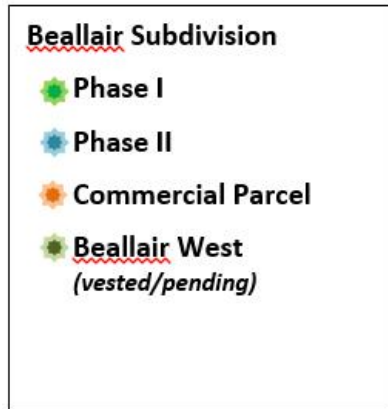 Beallair Subdivision
Phase I
Phase II
Commercial Parcel
Beallair West
(vested/pending)